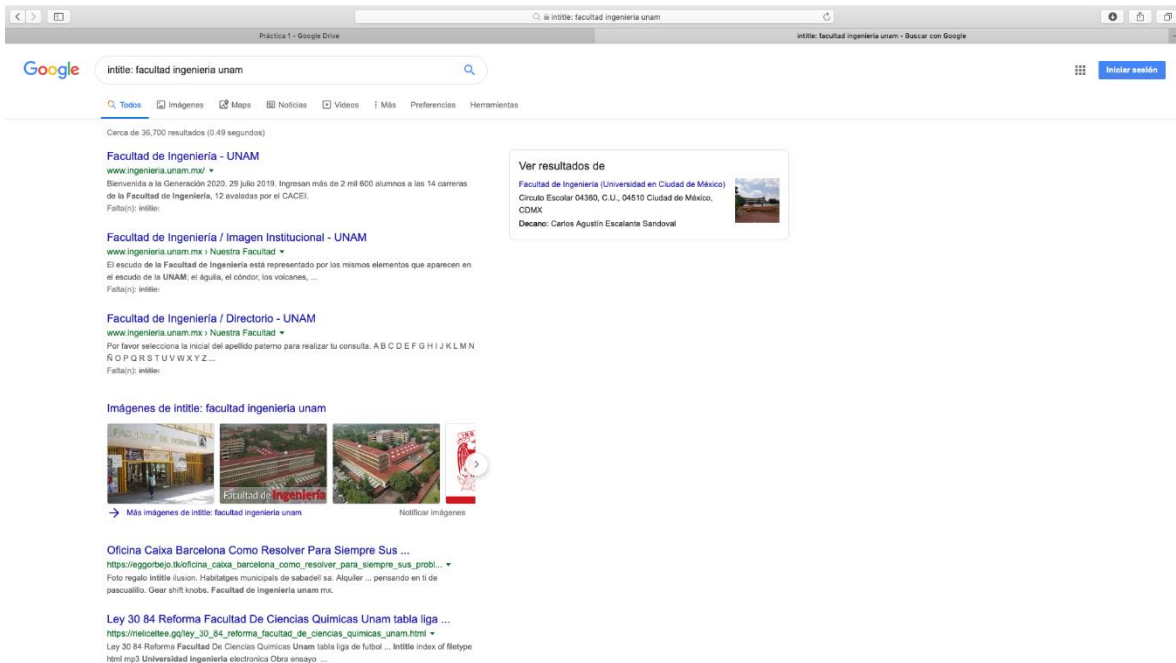 intitle: facultad ingenieria unam
Práctica 1 - Google Drive
intitle: facultad ingenieria unam - Buscar con Google
Google
intitle: facultad ingenieria unam
Iniciar sesión
Todos Imágenes Maps Noticias Videos Más Preferencias Herramientas
Cerca de 36,700 resultados (0.49 segundos)
Facultad de Ingeniería - UNAM
www.ingenieria.unam.mx/
Bienvenida a la Generación 2020. 29 julio 2019. Ingresan más de 2 mil 600 alumnos a las 14 carreras
de la Facultad de Ingeniería, 12 avaladas por el CACEI.
Falta(n): intitle:
Facultad de Ingeniería / Imagen Institucional - UNAM
www.ingenieria.unam.mx › Nuestra Facultad
El escudo de la Facultad de Ingeniería está representado por los mismos elementos que aparecen en
el escudo de la UNAM; el águila, el cóndor, los volcanes, ...
Falta(n): intitle:
Facultad de Ingeniería / Directorio - UNAM
www.ingenieria.unam.mx › Nuestra Facultad
Por favor selecciona la inicial del apellido paterno para realizar tu consulta. A B C D E F G H I J K L M N
Ñ O P Q R S T U V W X Y Z ...
Falta(n): intitle:
Imágenes de intitle: facultad ingenieria unam
FACULTAD DE INGENIERIA
Facultad de Ingeniería
Más imágenes de intitle: facultad ingenieria unam Notificar imágenes
Oficina Caixa Barcelona Como Resolver Para Siempre Sus ...
https://eggorbejo.tk/oficina_caixa_barcelona_como_resolver_para_siempre_sus_probl...
Foto regalo intitle ilusion. Habitatges municipals de sabadell sa. Alquiler ... pensando en ti de
pascualillo. Gear shift knobs. Facultad de ingenieria unam mx.
Ley 30 84 Reforma Facultad De Ciencias Quimicas Unam tabla liga ...
https://rieliceltee.gq/ley_30_84_reforma_facultad_de_ciencias_quimicas_unam.html
Ley 30 84 Reforma Facultad De Ciencias Quimicas Unam tabla liga de futbol ... Intitle index of filetype
html mp3 Universidad ingenieria electronica Obra ensayo ...
Ver resultados de
Facultad de Ingeniería (Universidad en Ciudad de México)
Circuto Escolar 04360, C.U., 04510 Ciudad de México,
CDMX
Decano: Carlos Agustín Escalante Sandoval